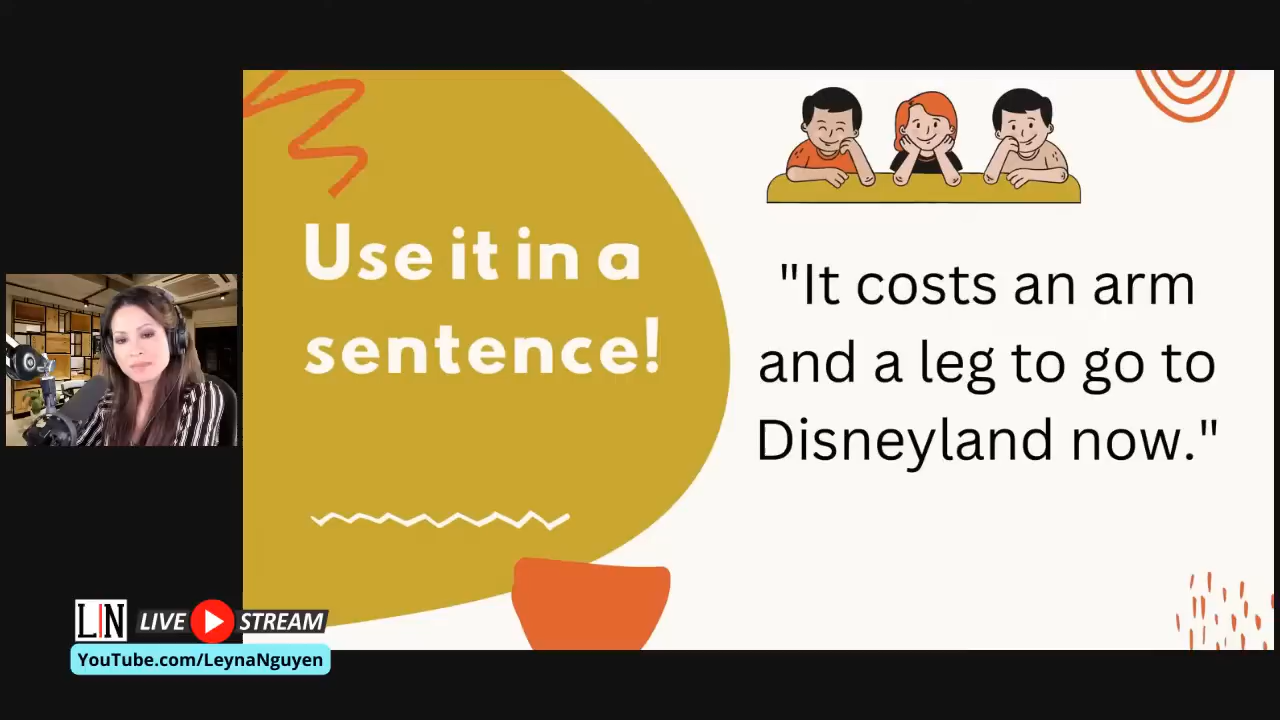 Use it in a
sentence!
"It costs an arm
and a leg to go to
Disneyland now."
LN LIVE STREAM
YouTube.com/LeynaNguyen